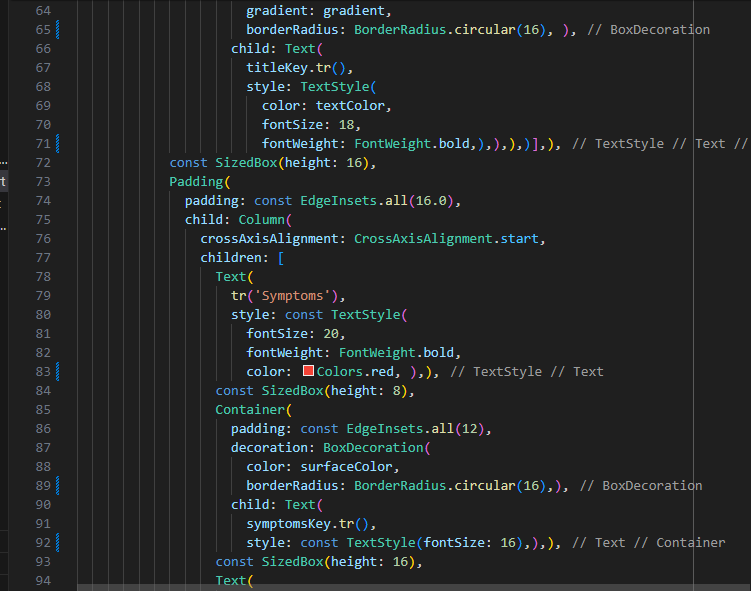 64 gradient: gradient,
65 borderRadius: BorderRadius.circular(16), ), // BoxDecoration
66 child: Text(
67 titleKey.tr(),
68 style: TextStyle(
69 color: textColor,
70 fontSize: 18,
71 fontWeight: FontWeight.bold,),),),)],), // TextStyle // Text //
72 const SizedBox(height: 16),
73 Padding(
74 padding: const EdgeInsets.all(16.0),
75 child: Column(
76 crossAxisAlignment: CrossAxisAlignment.start,
77 children: [
78 Text(
79 tr('Symptoms'),
80 style: const TextStyle(
81 fontSize: 20,
82 fontWeight: FontWeight.bold,
83 color: Colors.red, ),), // TextStyle // Text
84 const SizedBox(height: 8),
85 Container(
86 padding: const EdgeInsets.all(12),
87 decoration: BoxDecoration(
88 color: surfaceColor,
89 borderRadius: BorderRadius.circular(16),), // BoxDecoration
90 child: Text(
91 symptomsKey.tr(),
92 style: const TextStyle(fontSize: 16),),), // Text // Container
93 const SizedBox(height: 16),
94 Text(